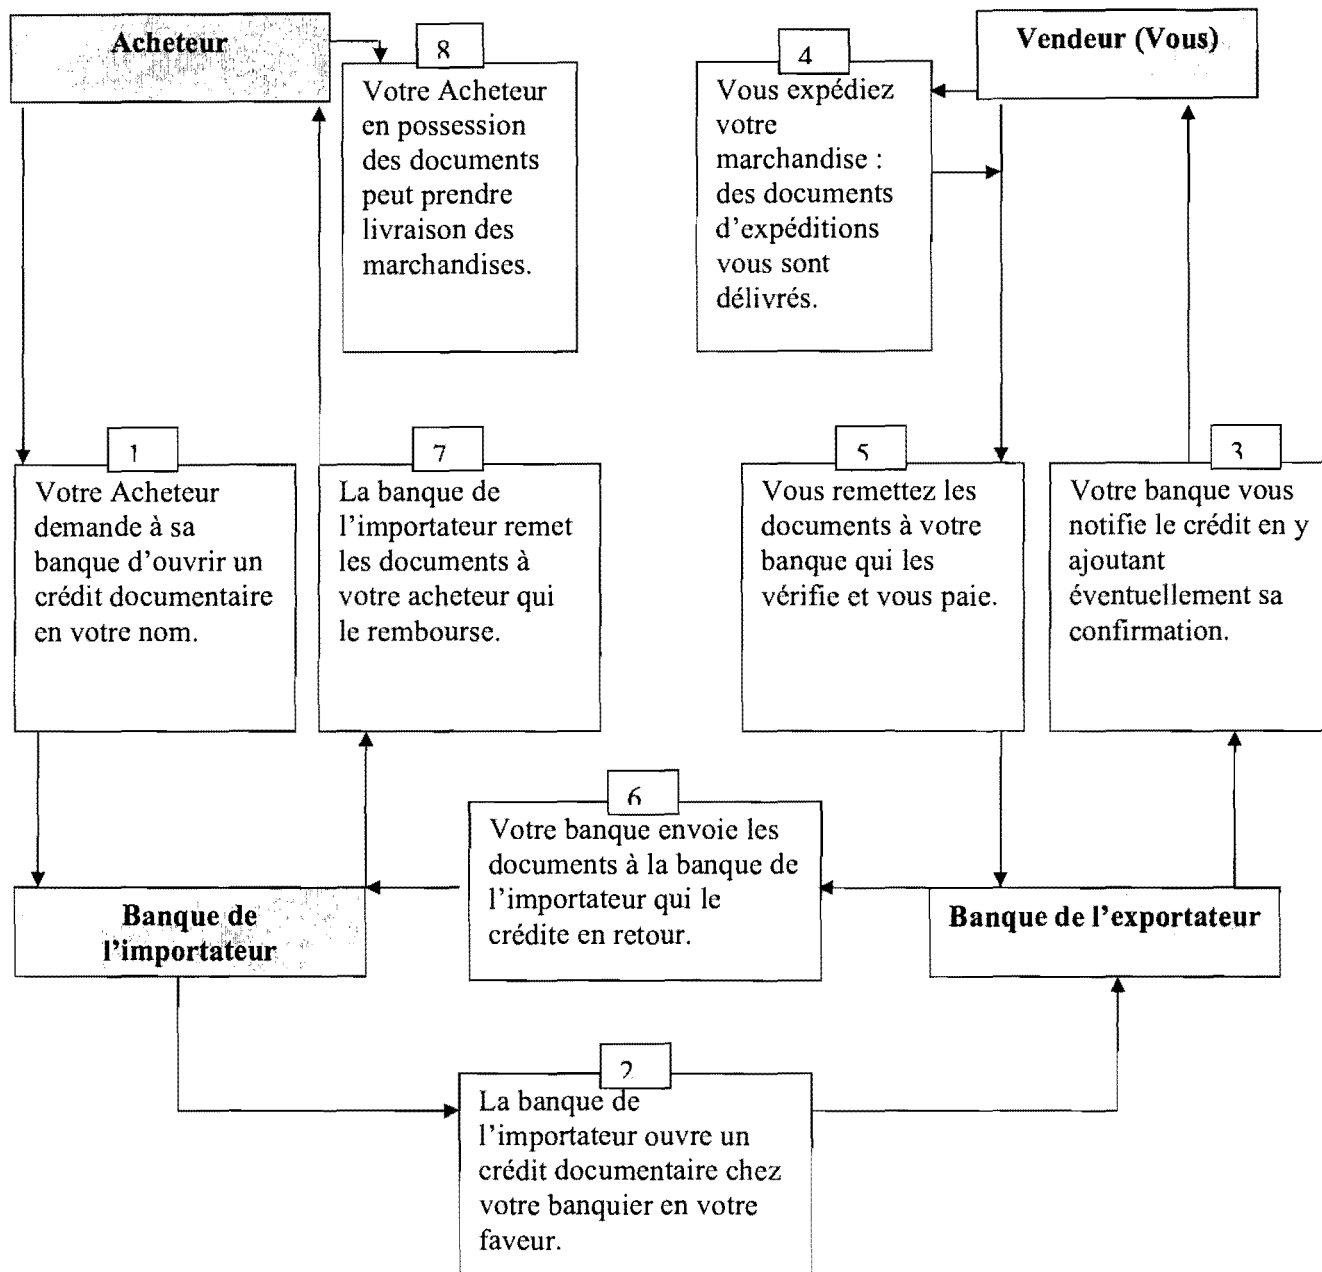 Acheteur
8
Votre Acheteur
en possession
des documents
peut prendre
livraison des
marchandises.
4
Vous expédiez
votre
marchandise :
des documents
d'expéditions
vous sont
délivrés.
Vendeur (Vous)
1
Votre Acheteur
demande à sa
banque d'ouvrir un
crédit documentaire
en votre nom.
7
La banque de
l'importateur remet
les documents à
votre acheteur qui
le rembourse.
5
Vous remettez les
documents à votre
banque qui les
vérifie et vous paie.
3
Votre banque vous
notifie le crédit en y
ajoutant
éventuellement sa
confirmation.
6
Votre banque envoie les
documents à la banque de
l'importateur qui le
crédite en retour.
Banque de
l'importateur
Banque de l'exportateur
2
La banque de
l'importateur ouvre un
crédit documentaire chez
votre banquier en votre
faveur.